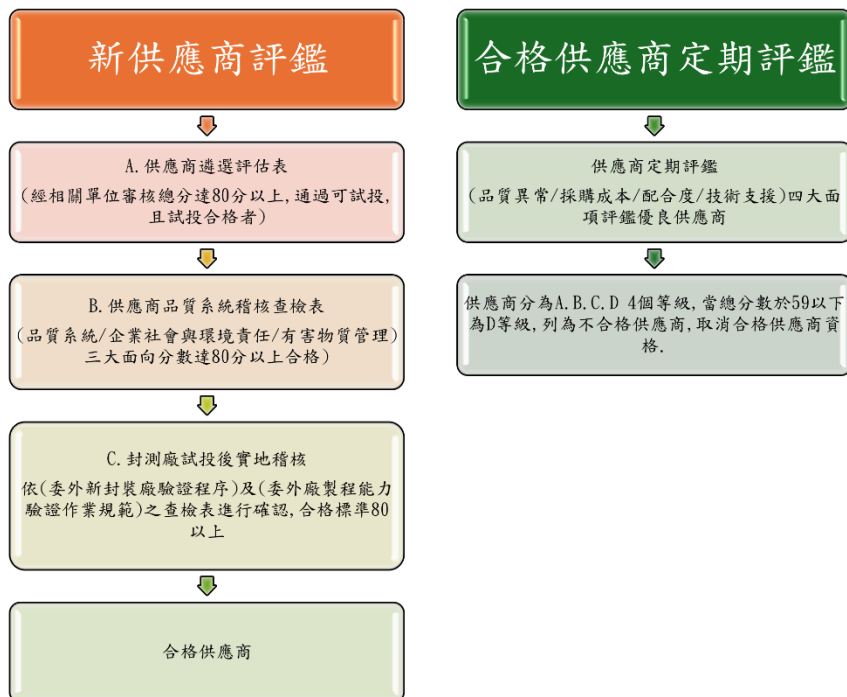 新供應商評鑑
A.供應商遴選評估表
(經相關單位審核總分達80分以上,通過可試投,
且試投合格者)
B.供應商品質系統稽核查檢表
(品質系統/企業社會與環境責任/有害物質管理)
三大面向分數達80分以上合格)
C.封測廠試投後實地稽核
依(委外新封裝廠驗證程序)及(委外廠製程能力
驗證作業規範)之查檢表進行確認,合格標準80
以上
合格供應商
合格供應商定期評鑑
供應商定期評鑑
(品質異常/採購成本/配合度/技術支援)四大面
項評鑑優良供應商
供應商分為A.B.C.D 4個等級,當總分數於59以下
為D等級,列為不合格供應商,取消合格供應商資
格.